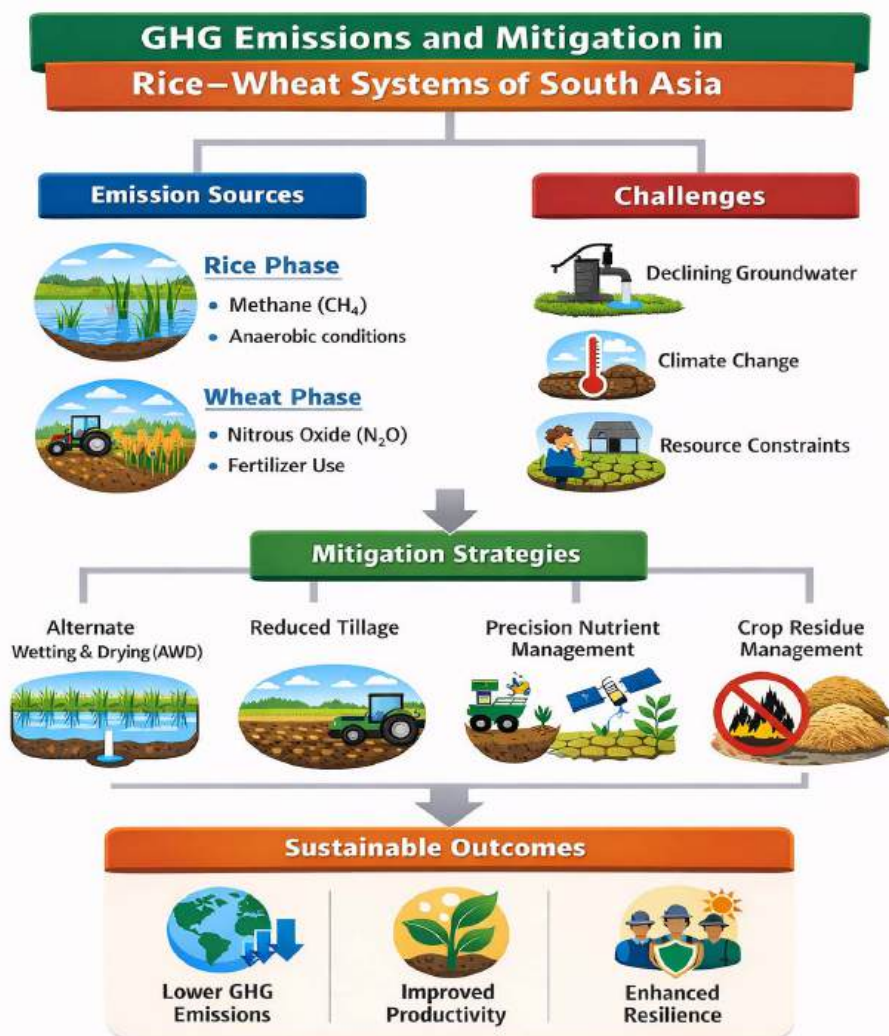 GHG Emissions and Mitigation in
Rice–Wheat Systems of South Asia
Emission Sources
Rice Phase
• Methane (CH₄)
• Anaerobic conditions
Wheat Phase
• Nitrous Oxide (N₂O)
• Fertilizer Use
Challenges
Declining Groundwater
Climate Change
Resource Constraints
Mitigation Strategies
Alternate
Wetting & Drying (AWD)
Reduced Tillage
Precision Nutrient
Management
Crop Residue
Management
Sustainable Outcomes
Lower GHG
Emissions
Improved
Productivity
Enhanced
Resilience